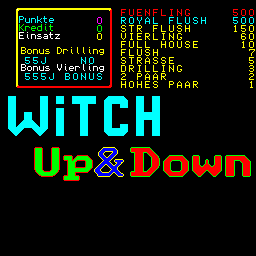 Punkte 0
Kredit 0
Einsatz 0
Bonus Drilling
55J NO
Bonus Vierling
555J BONUS
FUENFLING 500
ROYAL FLUSH 500
STR FLUSH 150
VIERLING 60
FULL HOUSE 10
FLUSH 7
STRASSE 5
DRILLING 3
2 PAAR 2
HOHES PAAR 1
WiTCH
Up&Down